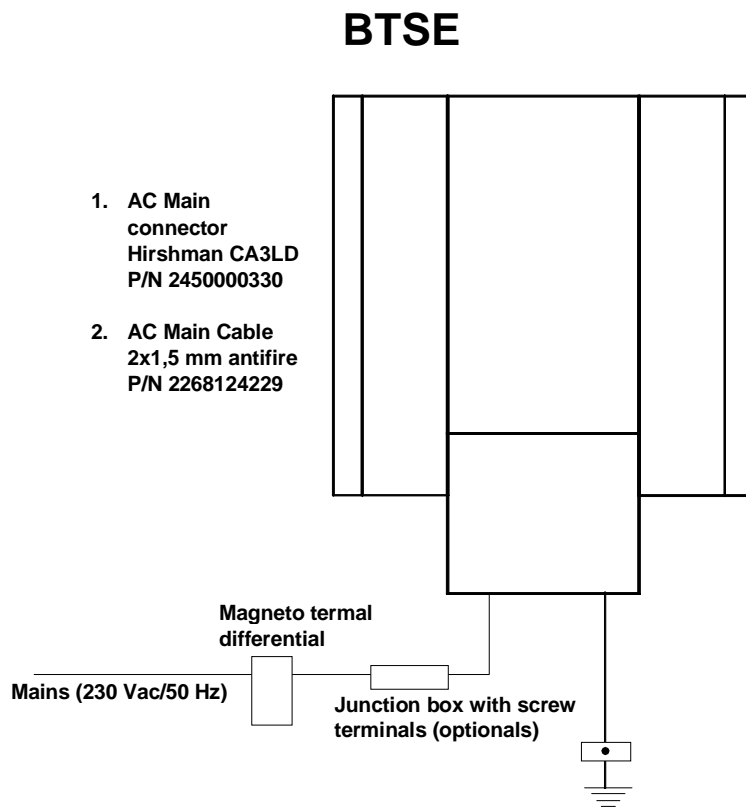 BTSE
1. AC Main
connector
Hirshman CA3LD
P/N 2450000330
2. AC Main Cable
2x1,5 mm antifire
P/N 2268124229
Magneto termal
differential
Mains (230 Vac/50 Hz)
Junction box with screw
terminals (optionals)